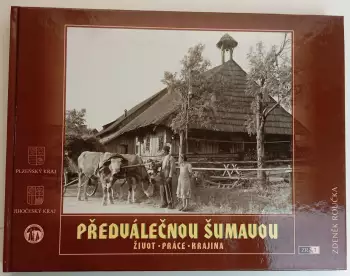 PLZEŇSKÝ KRAJ
JIHOČESKÝ KRAJ
PŘEDVÁLEČNOU ŠUMAVOU
ŽIVOT • PRÁCE • KRAJINA
ZDENĚK ROUČKA